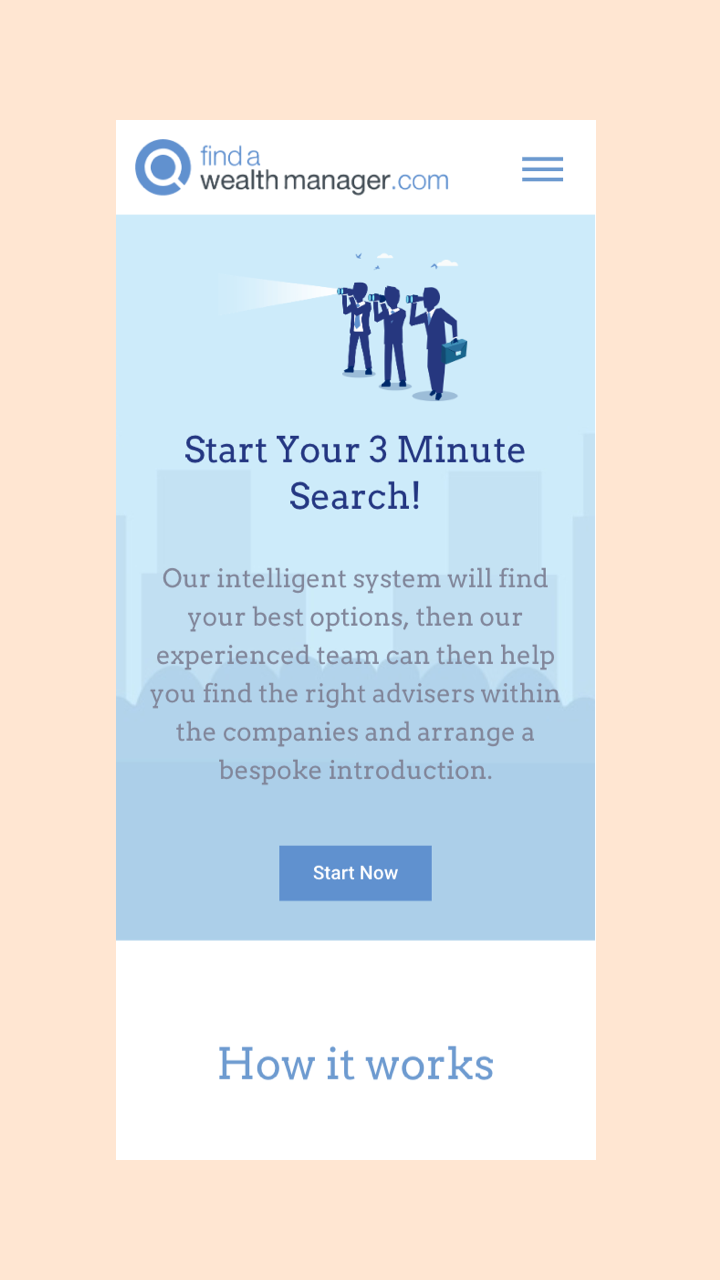 find a
wealth manager.com
Start Your 3 Minute
Search!
Our intelligent system will find
your best options, then our
experienced team can then help
you find the right advisers within
the companies and arrange a
bespoke introduction.
Start Now
How it works